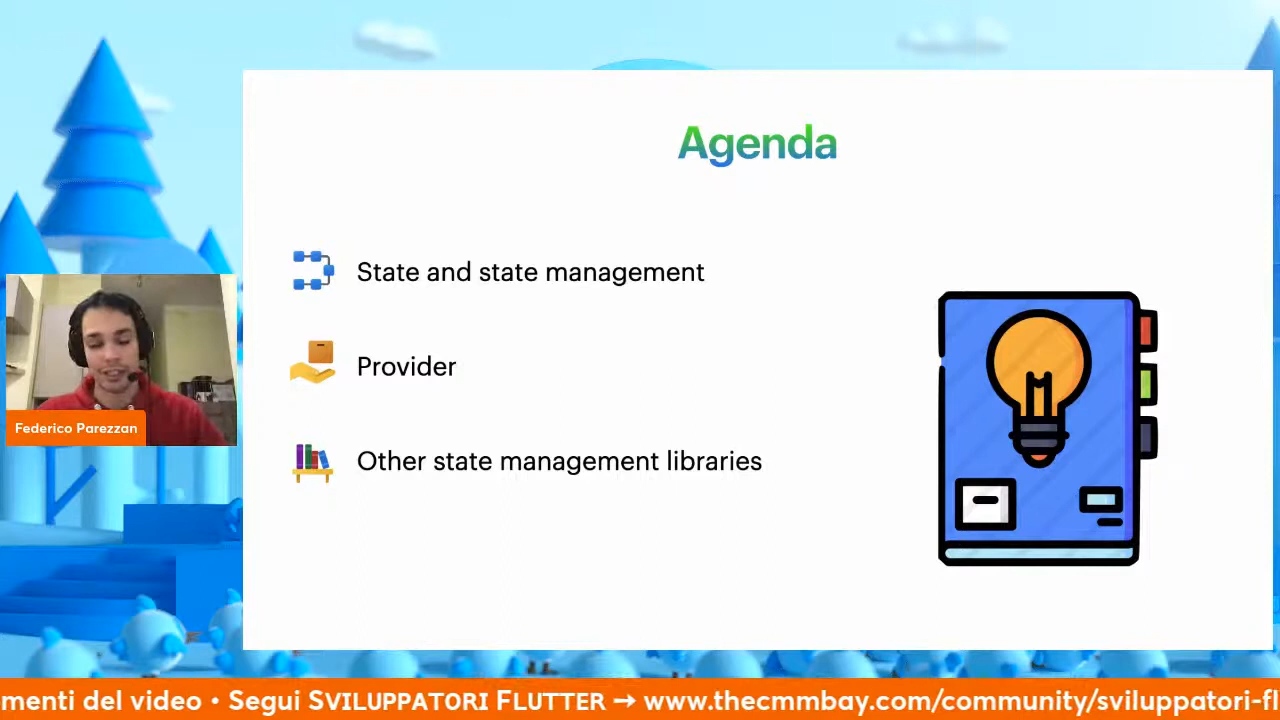 Agenda
State and state management
Provider
Other state management libraries
Federico Parezzan
menti del video • Segui SVILUPPATORI FLUTTER → www.thecmmbay.com/community/sviluppatori-fl